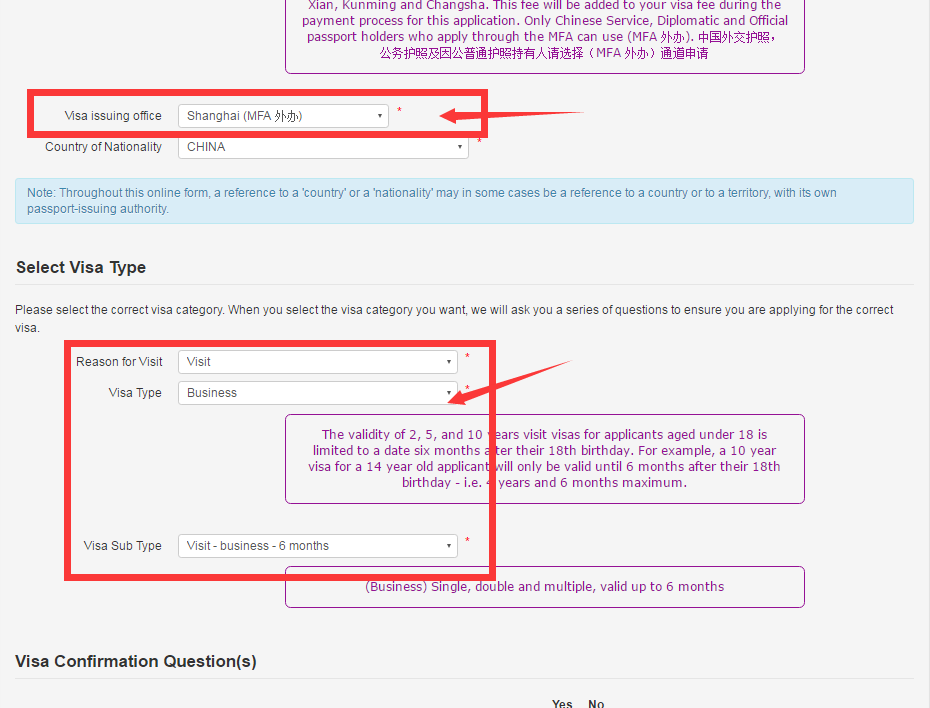 Xian, Kunming and Changsha. This fee will be added to your visa fee during the
payment process for this application. Only Chinese Service, Diplomatic and Official
passport holders who apply through the MFA can use (MFA 外办). 中国外交护照，
公务护照及因公普通护照持有人请选择（MFA 外办）通道申请
Visa issuing office Shanghai (MFA 外办) *
Country of Nationality CHINA *
Note: Throughout this online form, a reference to a 'country' or a 'nationality' may in some cases be a reference to a country or to a territory, with its own
passport-issuing authority.
Select Visa Type
Please select the correct visa category. When you select the visa category you want, we will ask you a series of questions to ensure you are applying for the correct
visa.
Reason for Visit Visit *
Visa Type Business *
The validity of 2, 5, and 10 years visit visas for applicants aged under 18 is
limited to a date six months after their 18th birthday. For example, a 10 year
visa for a 14 year old applicant will only be valid until 6 months after their 18th
birthday - i.e. 4 years and 6 months maximum.
Visa Sub Type Visit - business - 6 months *
(Business) Single, double and multiple, valid up to 6 months
Visa Confirmation Question(s)
Yes No